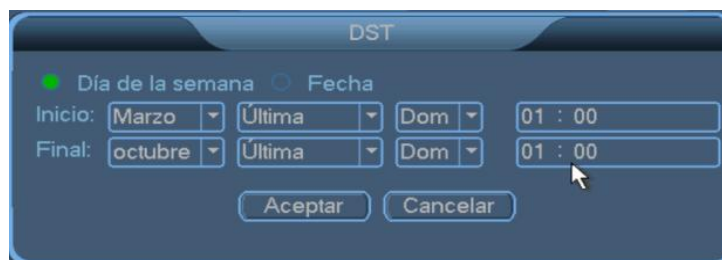 DST
Día de la semana Fecha
Inicio: Marzo Última Dom 01 : 00
Final: octubre Última Dom 01 : 00
Aceptar Cancelar